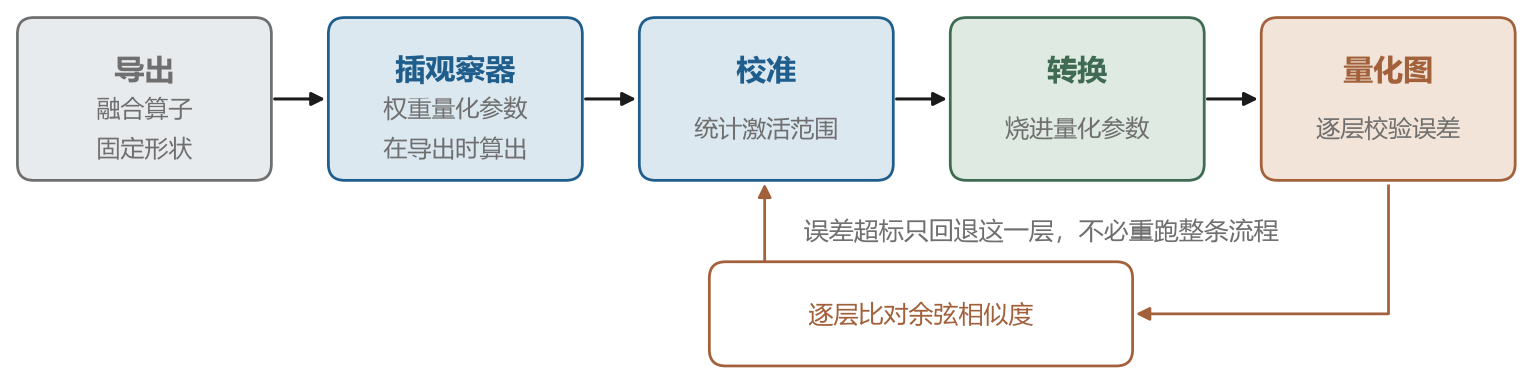 导出
融合算子
固定形状
插观察器
权重量化参数
在导出时算出
校准
统计激活范围
转换
烧进量化参数
量化图
逐层校验误差
误差超标只回退这一层，不必重跑整条流程
逐层比对余弦相似度